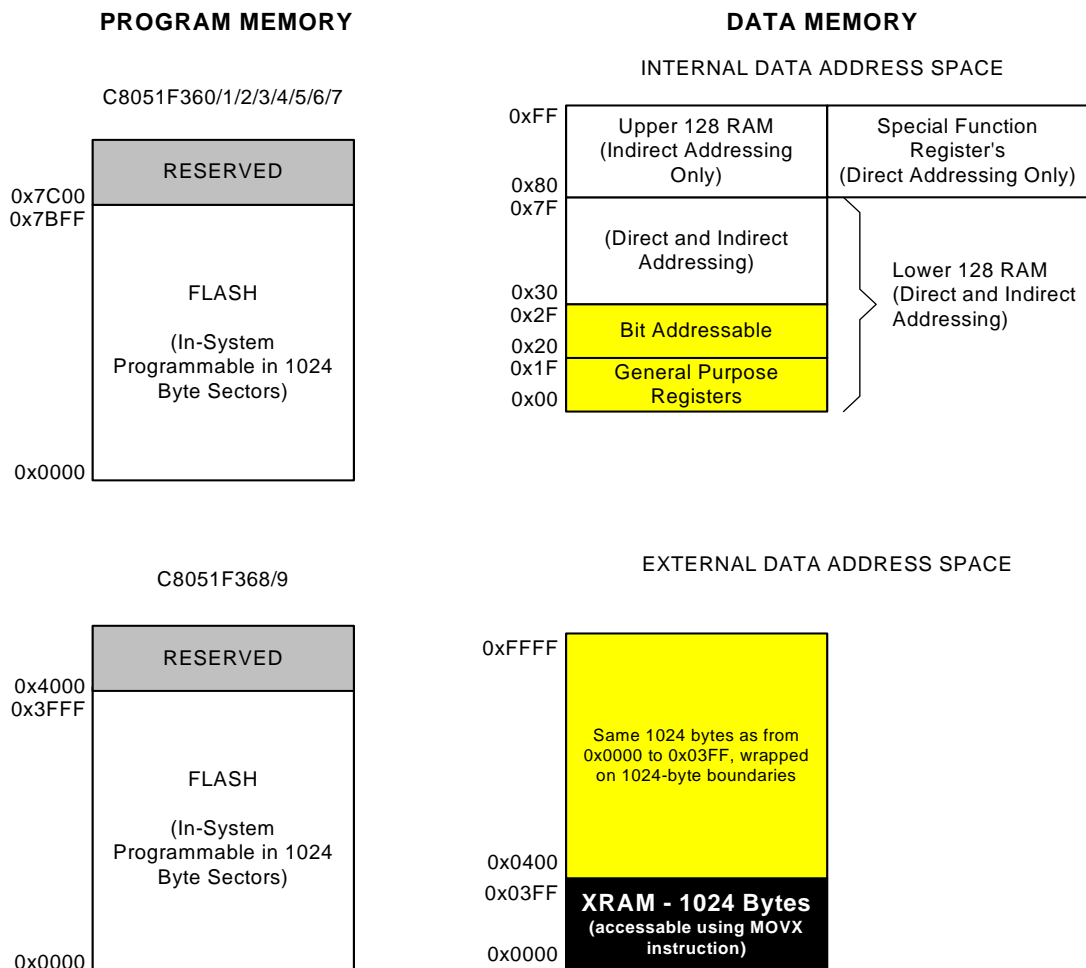 PROGRAM MEMORY
C8051F360/1/2/3/4/5/6/7
RESERVED
0x7C00
0x7BFF
FLASH
(In-System
Programmable in 1024
Byte Sectors)
0x0000
C8051F368/9
RESERVED
0x4000
0x3FFF
FLASH
(In-System
Programmable in 1024
Byte Sectors)
0x0000
DATA MEMORY
INTERNAL DATA ADDRESS SPACE
0xFF
Upper 128 RAM
(Indirect Addressing
Only)
0x80
Special Function
Register's
(Direct Addressing Only)
0x7F
(Direct and Indirect
Addressing)
0x30
0x2F
Bit Addressable
0x20
0x1F
General Purpose
Registers
0x00
Lower 128 RAM
(Direct and Indirect
Addressing)
EXTERNAL DATA ADDRESS SPACE
0xFFFF
Same 1024 bytes as from
0x0000 to 0x03FF, wrapped
on 1024-byte boundaries
0x0400
0x03FF
XRAM - 1024 Bytes
(accessable using MOVX
instruction)
0x0000